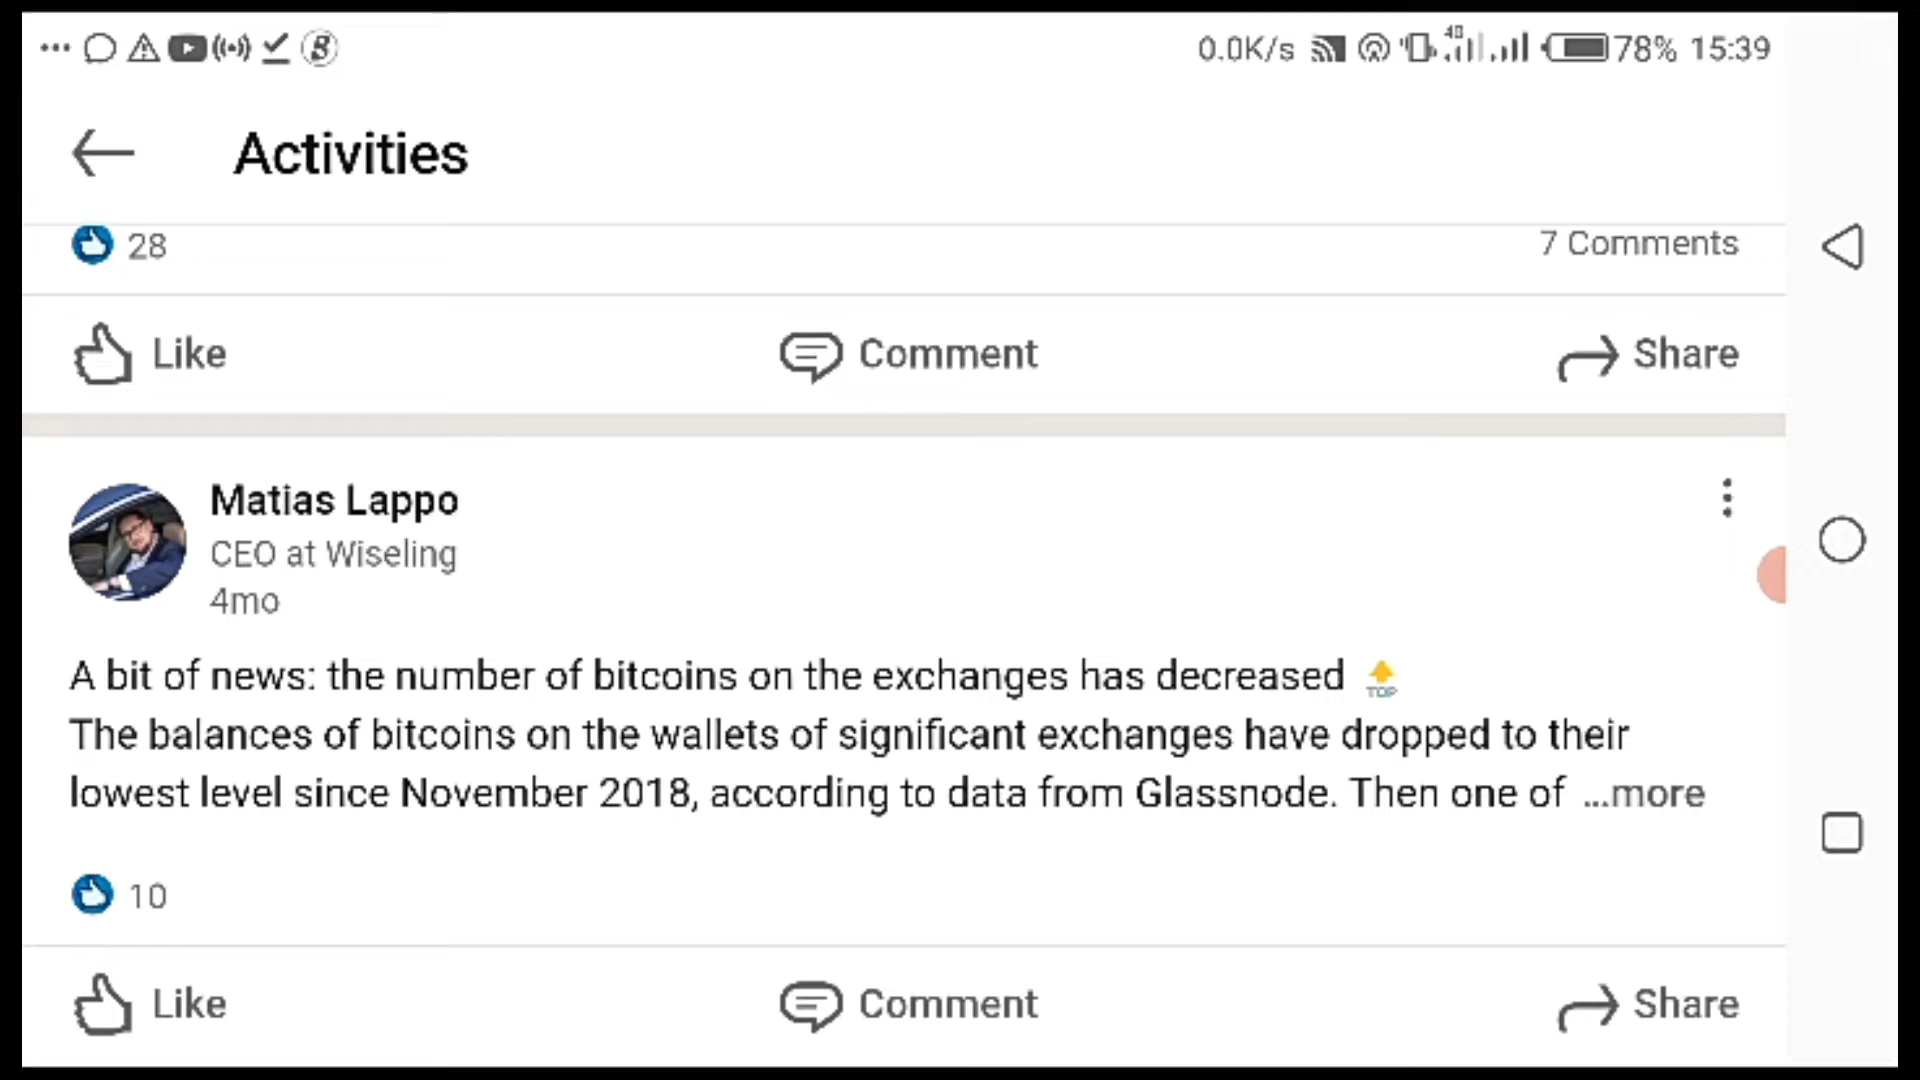 0.0K/s 78% 15:39
Activities
28
7 Comments
Like Comment Share
Matias Lappo
CEO at Wiseling
4mo
A bit of news: the number of bitcoins on the exchanges has decreased TOP
The balances of bitcoins on the wallets of significant exchanges have dropped to their
lowest level since November 2018, according to data from Glassnode. Then one of ...more
10
Like Comment Share